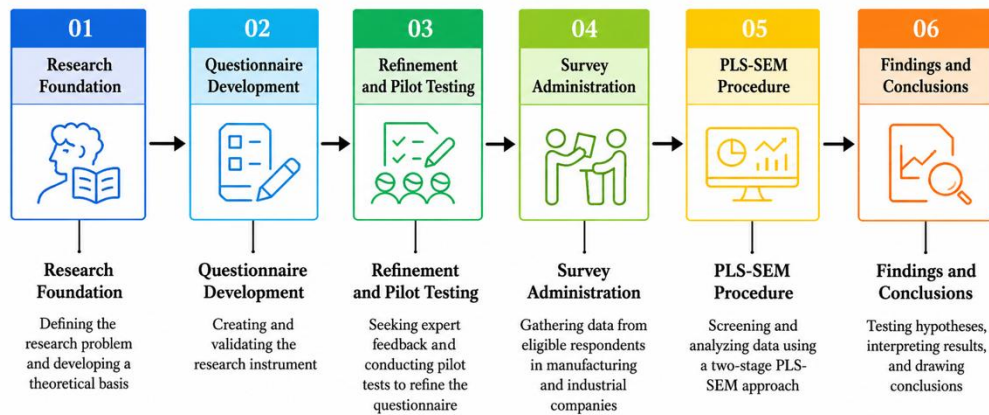 01
Research
Foundation
02
Questionnaire
Development
03
Refinement
and Pilot Testing
04
Survey
Administration
05
PLS-SEM
Procedure
06
Findings and
Conclusions
Research
Foundation
Defining the
research problem
and developing a
theoretical basis
Questionnaire
Development
Creating and
validating the
research instrument
Refinement
and Pilot Testing
Seeking expert
feedback and
conducting pilot
tests to refine the
questionnaire
Survey
Administration
Gathering data from
eligible respondents
in manufacturing
and industrial
companies
PLS-SEM
Procedure
Screening and
analyzing data using
a two-stage PLS-
SEM approach
Findings and
Conclusions
Testing hypotheses,
interpreting results,
and drawing
conclusions